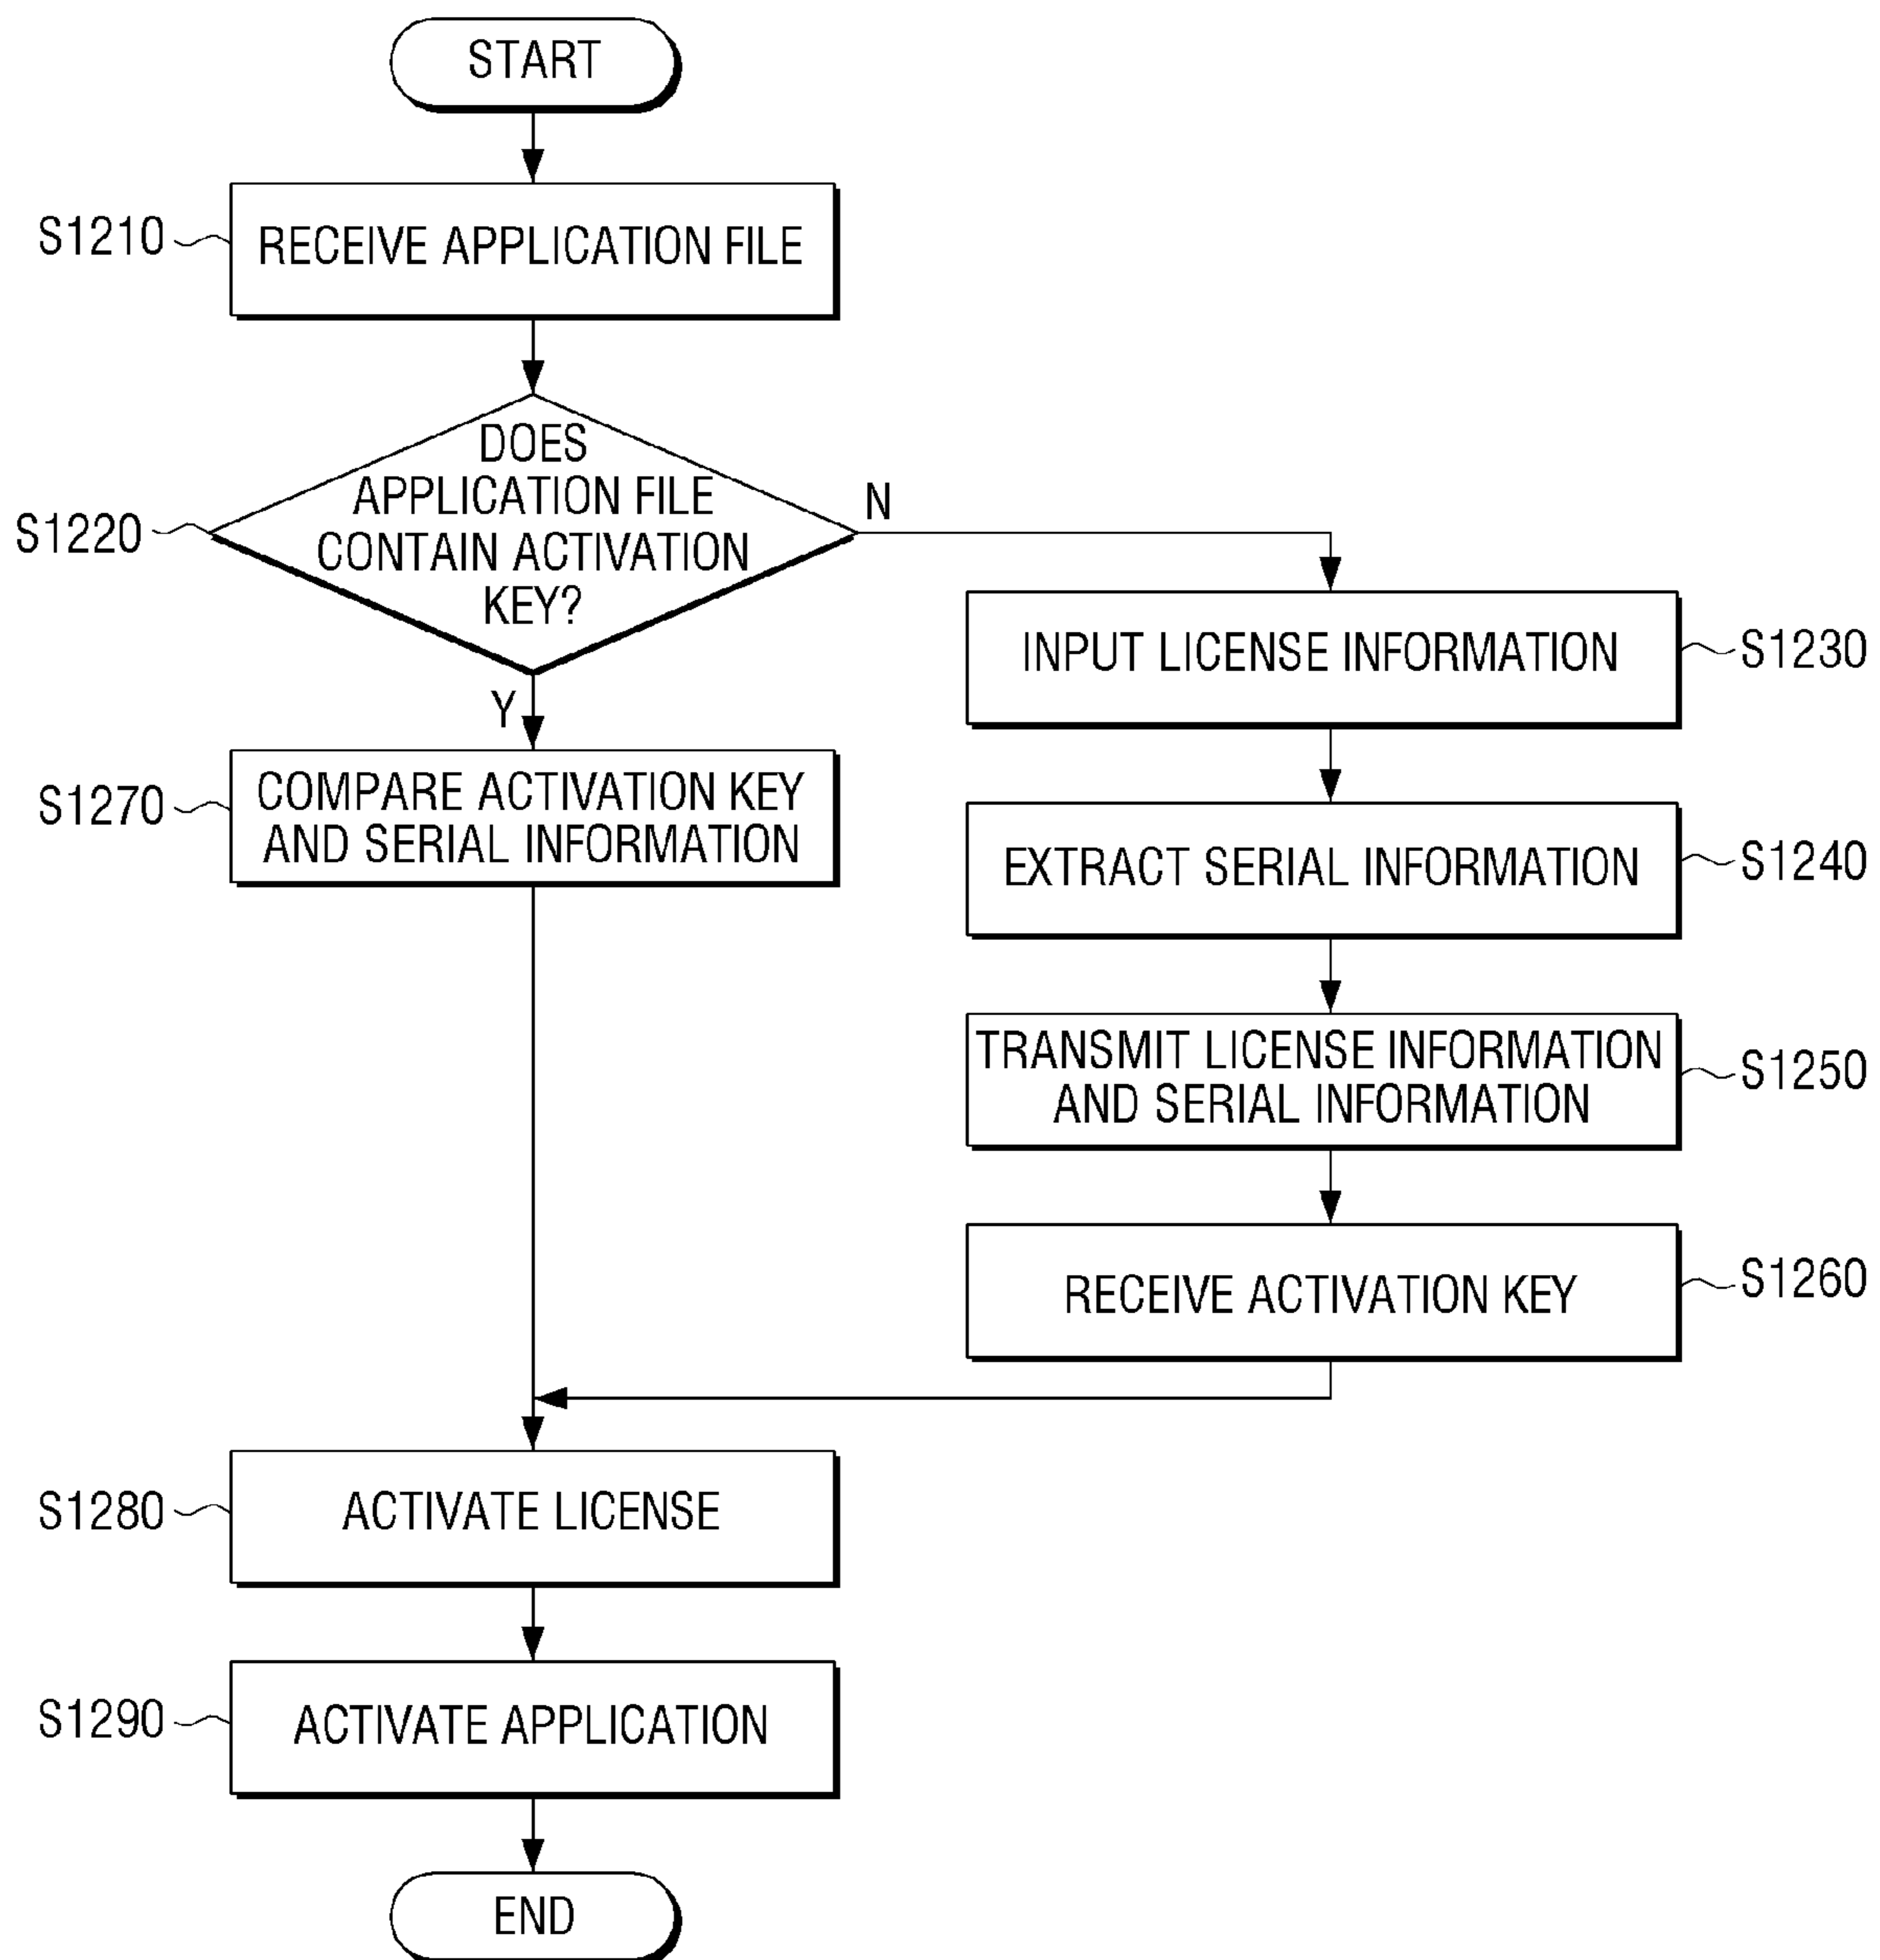 START
S1210
RECEIVE APPLICATION FILE
S1220
DOES
APPLICATION FILE
CONTAIN ACTIVATION
KEY?
N
Y
INPUT LICENSE INFORMATION
S1230
S1270
COMPARE ACTIVATION KEY
AND SERIAL INFORMATION
EXTRACT SERIAL INFORMATION
S1240
TRANSMIT LICENSE INFORMATION
AND SERIAL INFORMATION
S1250
RECEIVE ACTIVATION KEY
S1260
S1280
ACTIVATE LICENSE
S1290
ACTIVATE APPLICATION
END